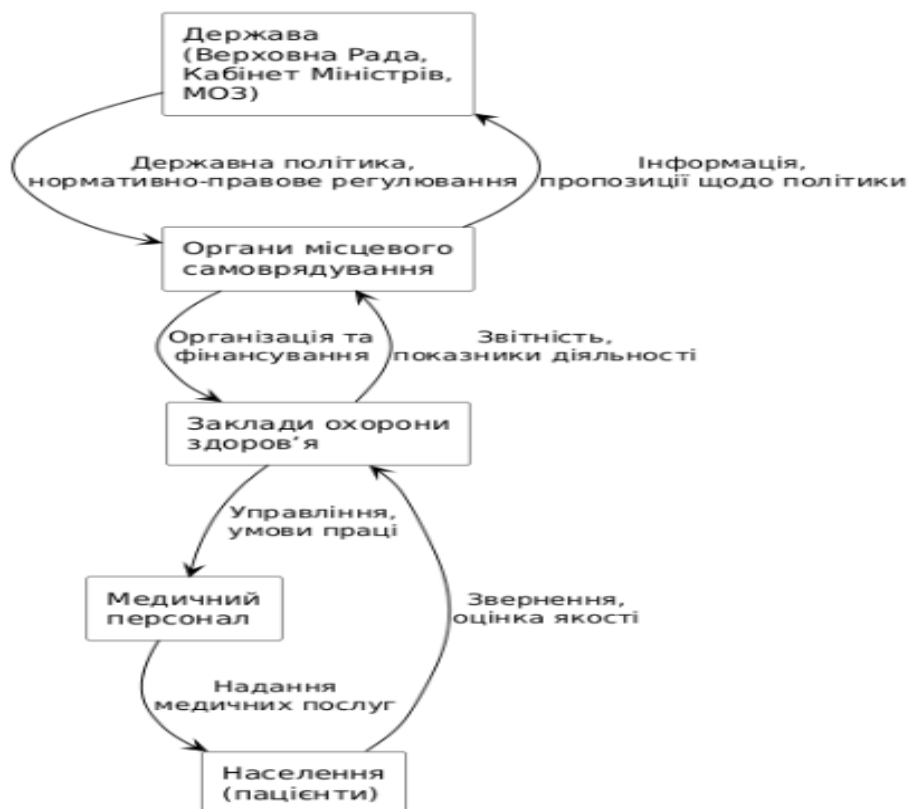 Держава
(Верховна Рада,
Кабінет Міністрів,
МОЗ)
Державна політика,
нормативно-правове регулювання
Інформація,
пропозиції щодо політики
Органи місцевого
самоврядування
Організація та
фінансування
Звітність,
показники діяльності
Заклади охорони
здоров’я
Управління,
умови праці
Медичний
персонал
Звернення,
оцінка якості
Надання
медичних послуг
Населення
(пацієнти)